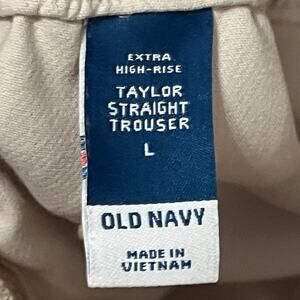 EXTRA
HIGH-RISE
TAYLOR
STRAIGHT
TROUSER
L
OLD NAVY
MADE IN
VIETNAM